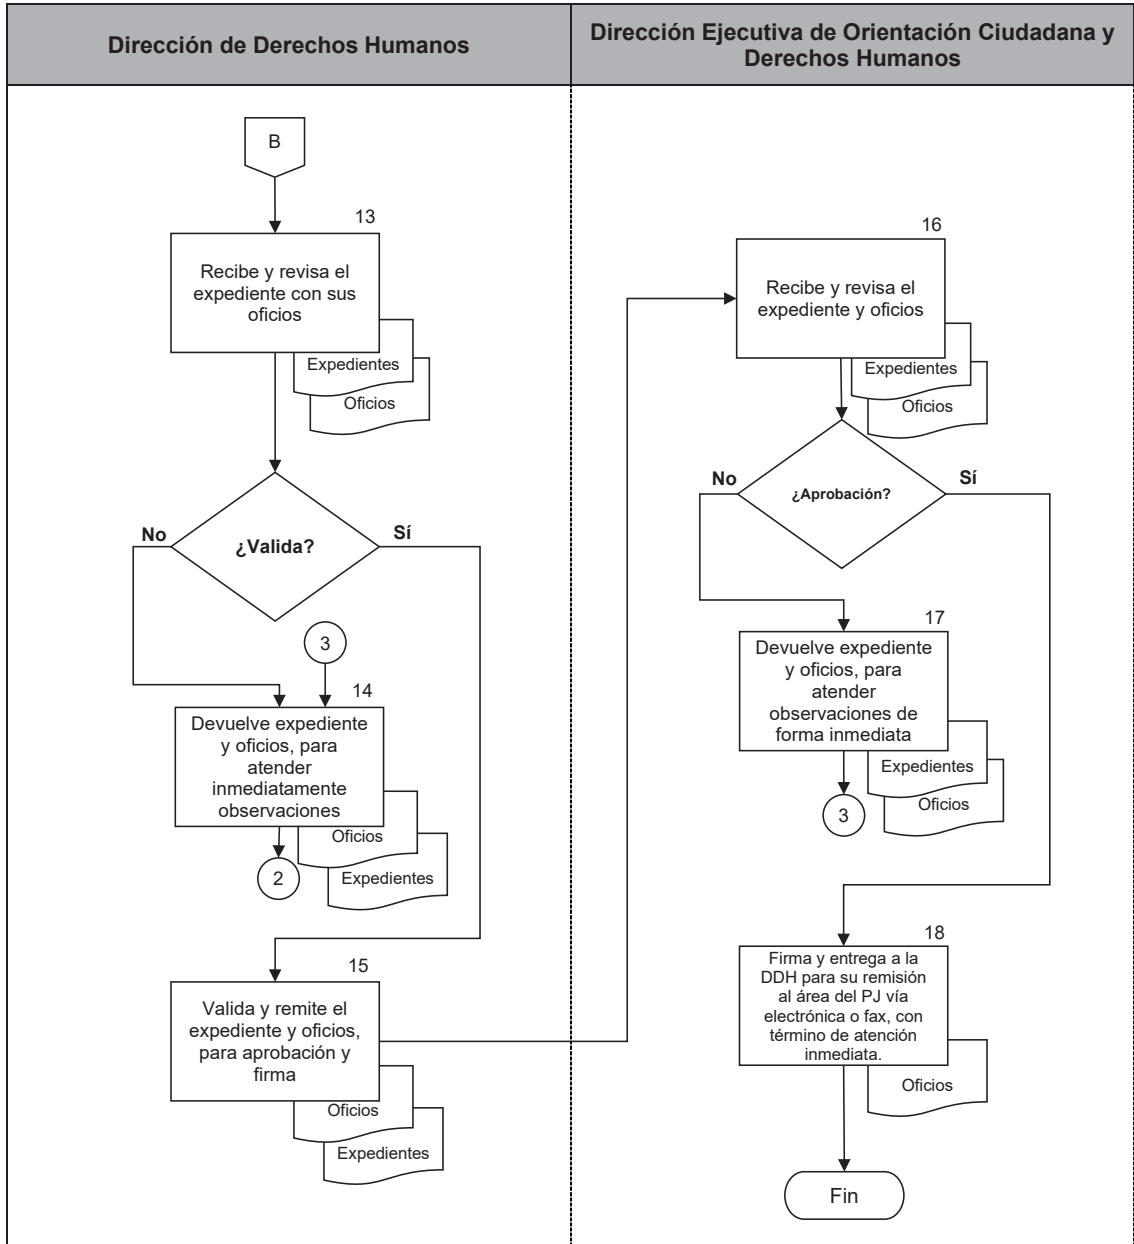 Dirección de Derechos Humanos
Dirección Ejecutiva de Orientación Ciudadana y
Derechos Humanos
B
13
Recibe y revisa el
expediente con sus
oficios
Expedientes
Oficios
¿Valida?
No
Sí
3
14
Devuelve expediente
y oficios, para
atender
inmediatamente
observaciones
Oficios
Expedientes
2
15
Valida y remite el
expediente y oficios,
para aprobación y
firma
Oficios
Expedientes
16
Recibe y revisa el
expediente y oficios
Expedientes
Oficios
¿Aprobación?
No
Sí
17
Devuelve expediente
y oficios, para
atender
observaciones de
forma inmediata
Expedientes
Oficios
3
18
Firma y entrega a la
DDH para su remisión
al área del PJ vía
electrónica o fax, con
término de atención
inmediata.
Oficios
Fin